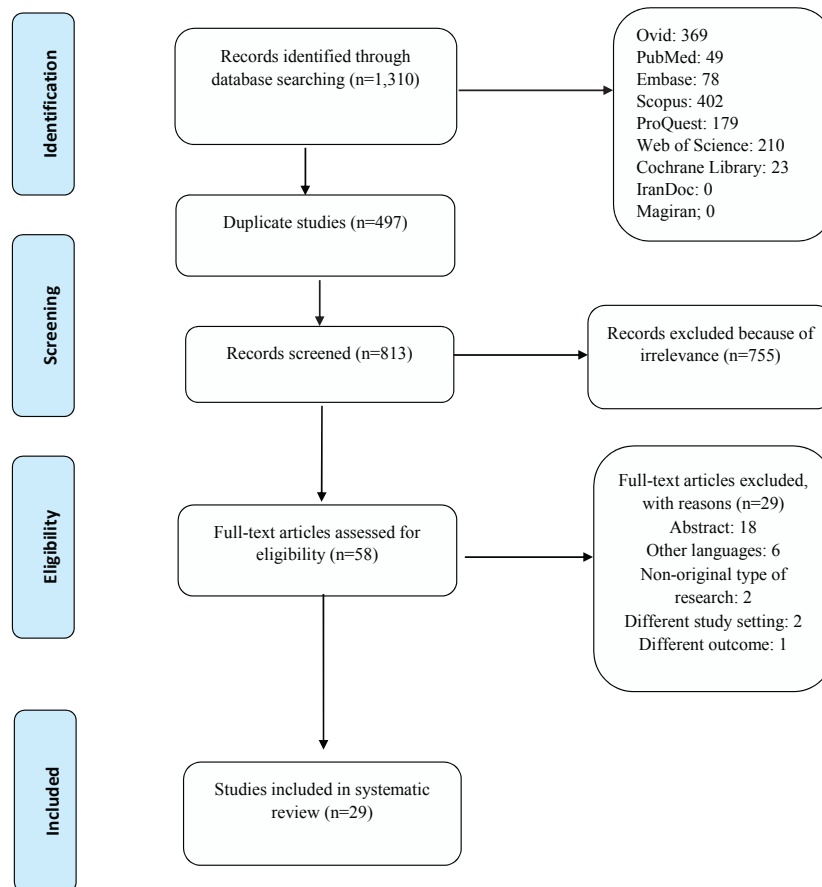 Identification
Records identified through
database searching (n=1,310)
Ovid: 369
PubMed: 49
Embase: 78
Scopus: 402
ProQuest: 179
Web of Science: 210
Cochrane Library: 23
IranDoc: 0
Magiran; 0
Duplicate studies (n=497)
Screening
Records screened (n=813)
Records excluded because of
irrelevance (n=755)
Eligibility
Full-text articles assessed for
eligibility (n=58)
Full-text articles excluded,
with reasons (n=29)
Abstract: 18
Other languages: 6
Non-original type of
research: 2
Different study setting: 2
Different outcome: 1
Included
Studies included in systematic
review (n=29)